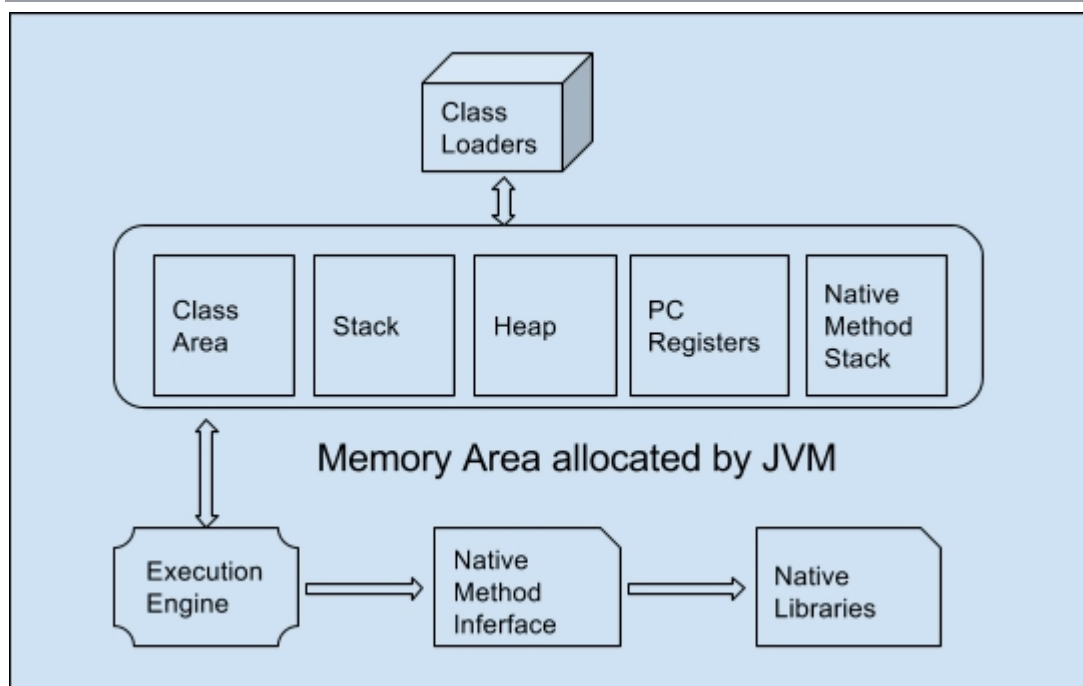 Class
Loaders
Class
Area
Stack
Heap
PC
Registers
Native
Method
Stack
Memory Area allocated by JVM
Execution
Engine
Native
Method
Inferface
Native
Libraries